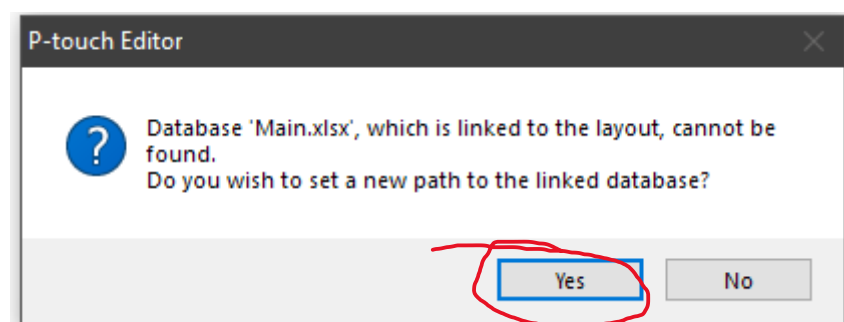 P-touch Editor
Database 'Main.xlsx', which is linked to the layout, cannot be
found.
Do you wish to set a new path to the linked database?
Yes
No